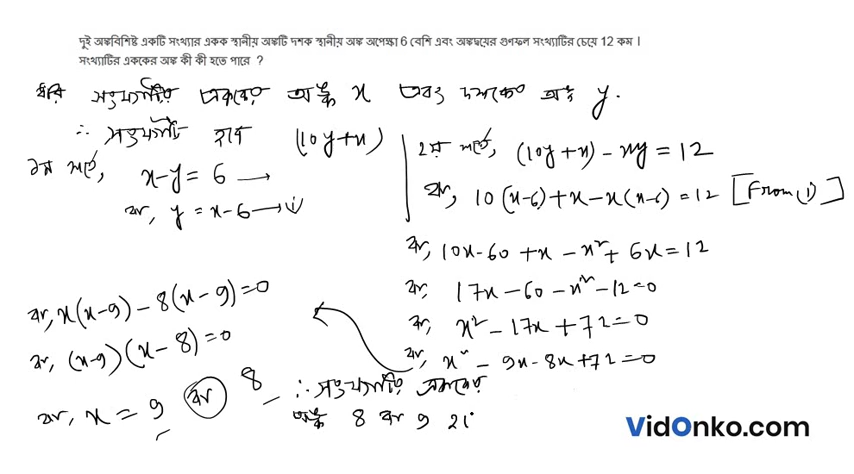 দুই অঙ্কবিশিষ্ট একটি সংখ্যার একক স্থানীয় অঙ্কটি দশক স্থানীয় অঙ্ক অপেক্ষা 6 বেশি এবং অঙ্কদ্বয়ের গুণফল সংখ্যাটির চেয়ে 12 কম ।
সংখ্যাটির এককের অঙ্ক কী কী হতে পারে ?
ধরি সংখ্যাটির এককের অঙ্ক x এবং দশকের অঙ্ক y.
∴ সংখ্যাটি হবে (10y+x)
১ম শর্তে, x-y = 6 →
বা, y = x-6 → (i)
২য় শর্তে, (10y+x) - xy = 12
বা, 10(x-6)+x-x(x-6) = 12 [From (i)]
বা, 10x-60+x-x²+6x=12
বা, 17x-60-x²-12=0
বা, x²-17x+72=0
বা, x²-9x-8x+72=0
বা, x(x-9)-8(x-9)=0
বা, (x-9)(x-8)=0
বা, x = 9 বা 8
∴ সংখ্যাটির এককের
অঙ্ক 8 বা 9
VidOnko.com